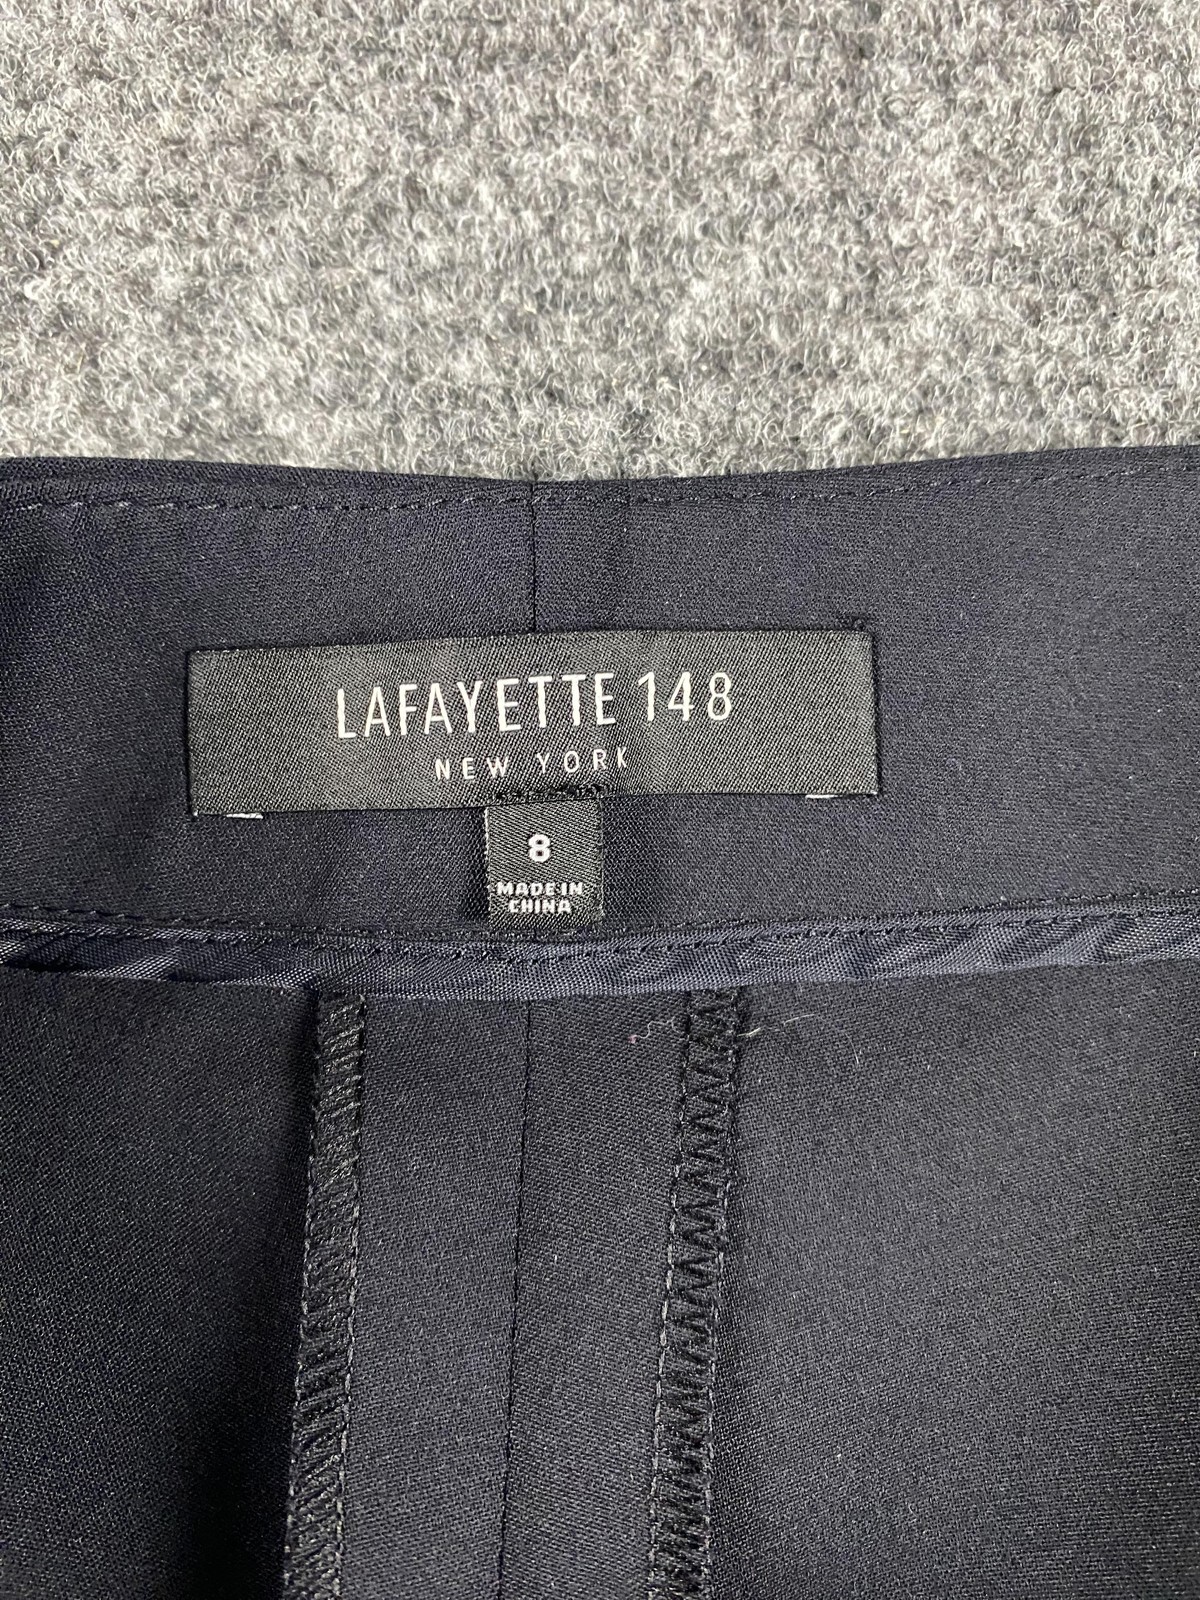 LAFAYETTE 148
NEW YORK
8
MADE IN
CHINA